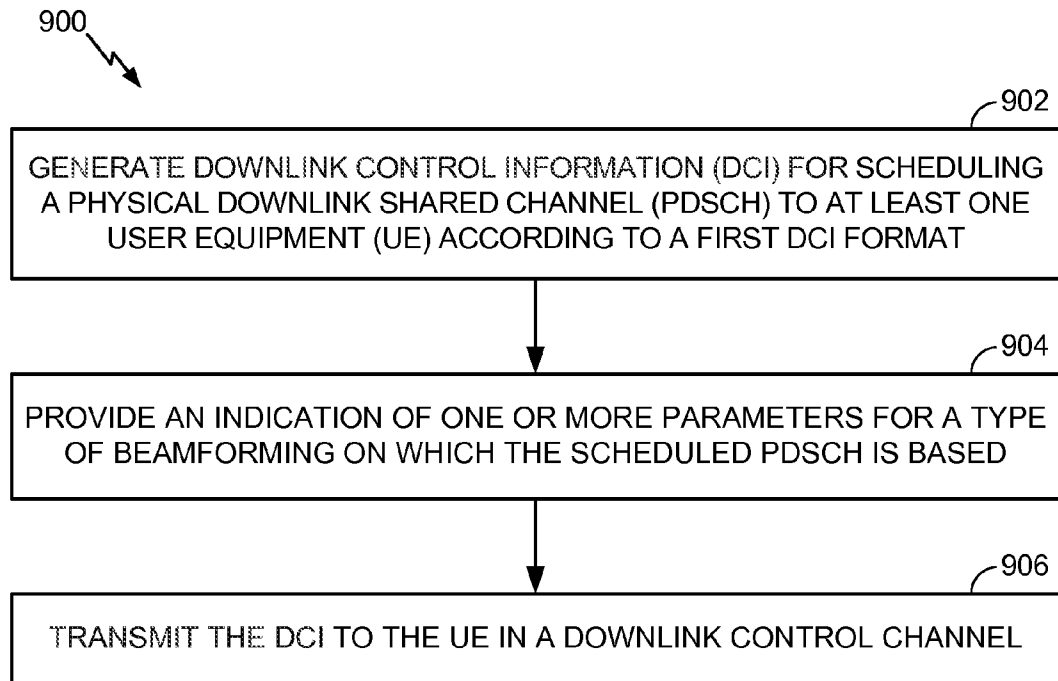 900
902
GENERATE DOWNLINK CONTROL INFORMATION (DCI) FOR SCHEDULING
A PHYSICAL DOWNLINK SHARED CHANNEL (PDSCH) TO AT LEAST ONE
USER EQUIPMENT (UE) ACCORDING TO A FIRST DCI FORMAT
904
PROVIDE AN INDICATION OF ONE OR MORE PARAMETERS FOR A TYPE
OF BEAMFORMING ON WHICH THE SCHEDULED PDSCH IS BASED
906
TRANSMIT THE DCI TO THE UE IN A DOWNLINK CONTROL CHANNEL